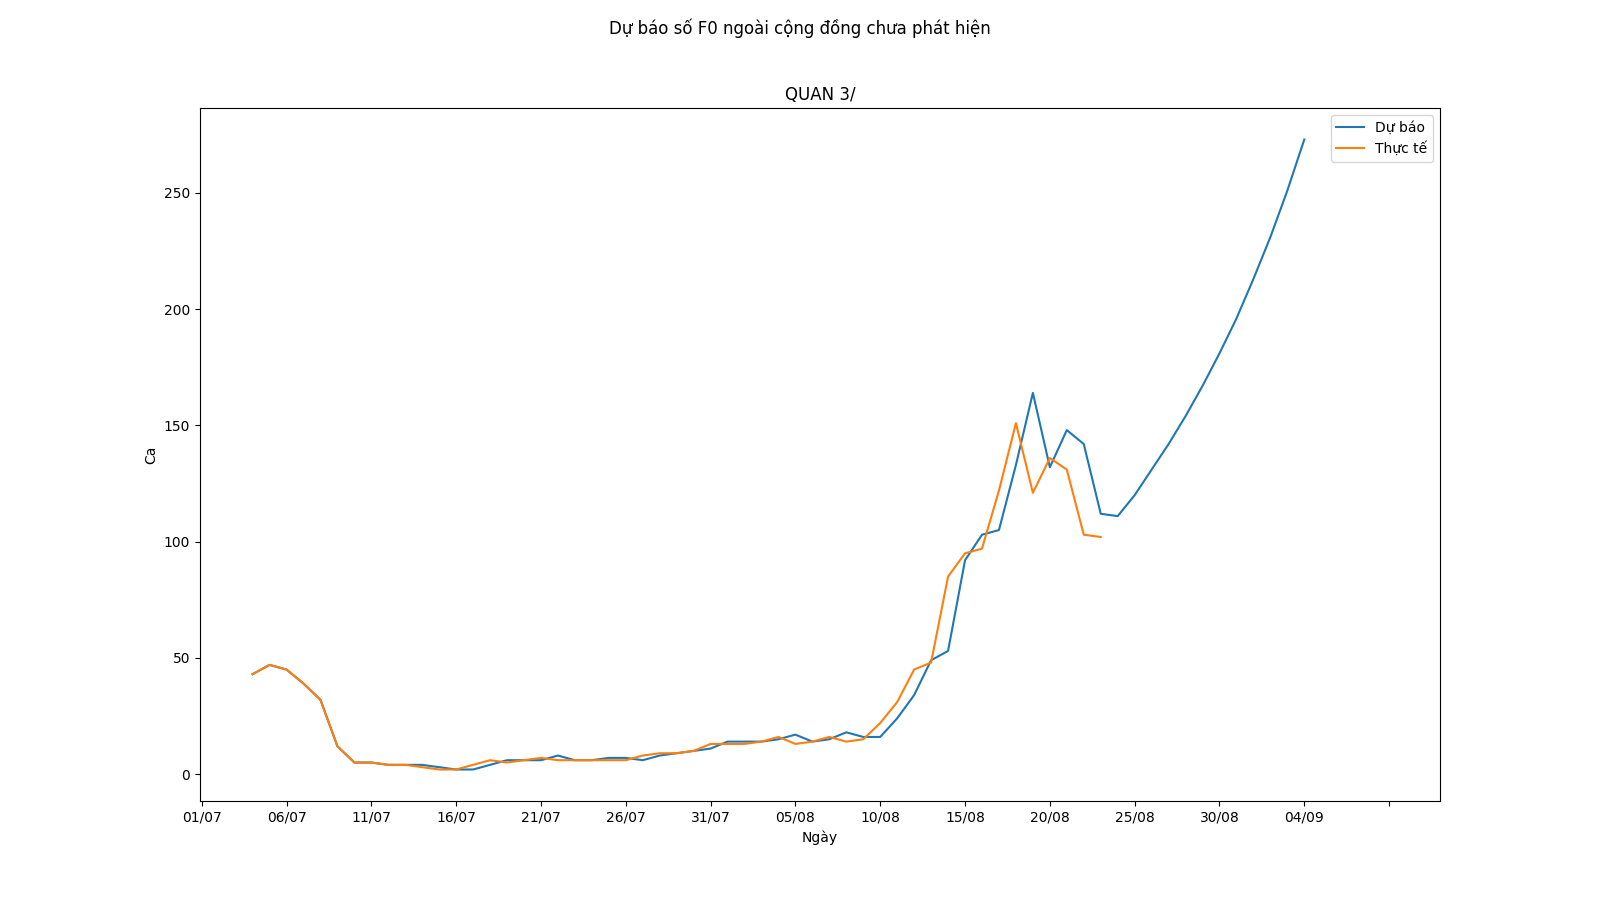 Dự báo số F0 ngoài cộng đồng chưa phát hiện
QUAN 3/
Dự báo
Thực tế
250
200
150
100
50
0
Ca
01/07 06/07 11/07 16/07 21/07 26/07 31/07 05/08 10/08 15/08 20/08 25/08 30/08 04/09
Ngày